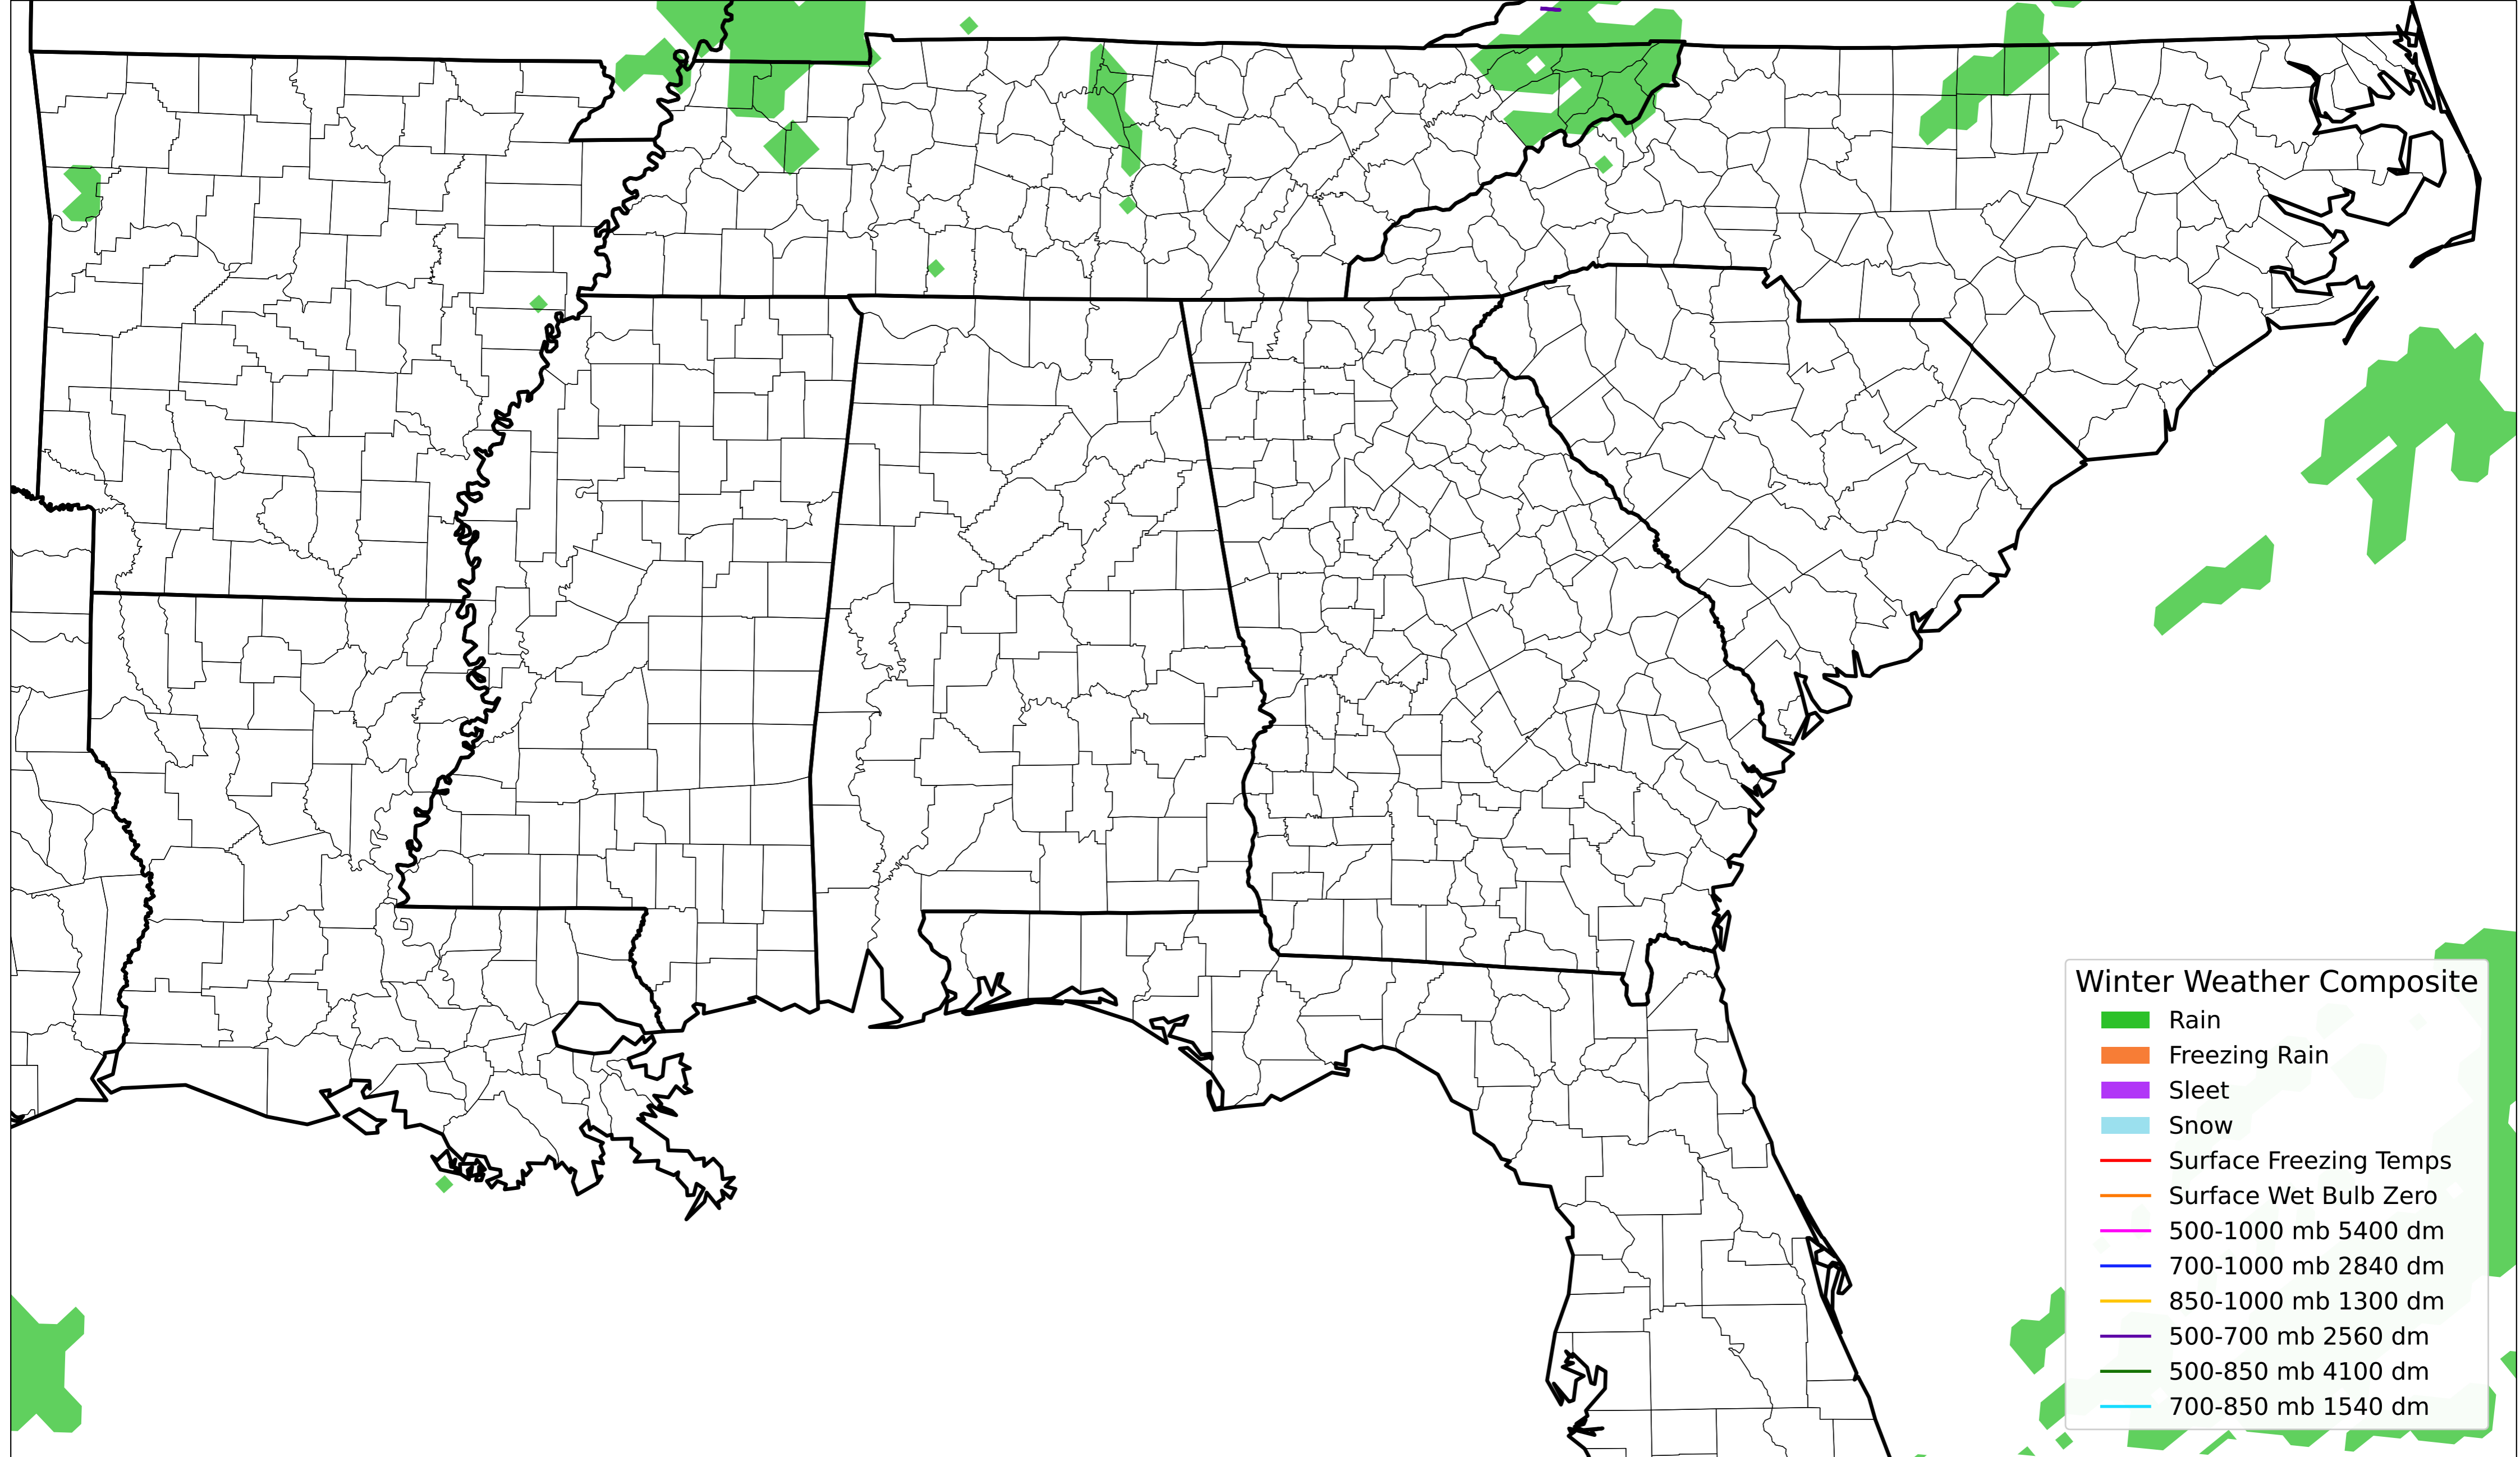 Winter Weather Composite
Rain
Freezing Rain
Sleet
Snow
Surface Freezing Temps
Surface Wet Bulb Zero
500-1000 mb 5400 dm
700-1000 mb 2840 dm
850-1000 mb 1300 dm
500-700 mb 2560 dm
500-850 mb 4100 dm
700-850 mb 1540 dm